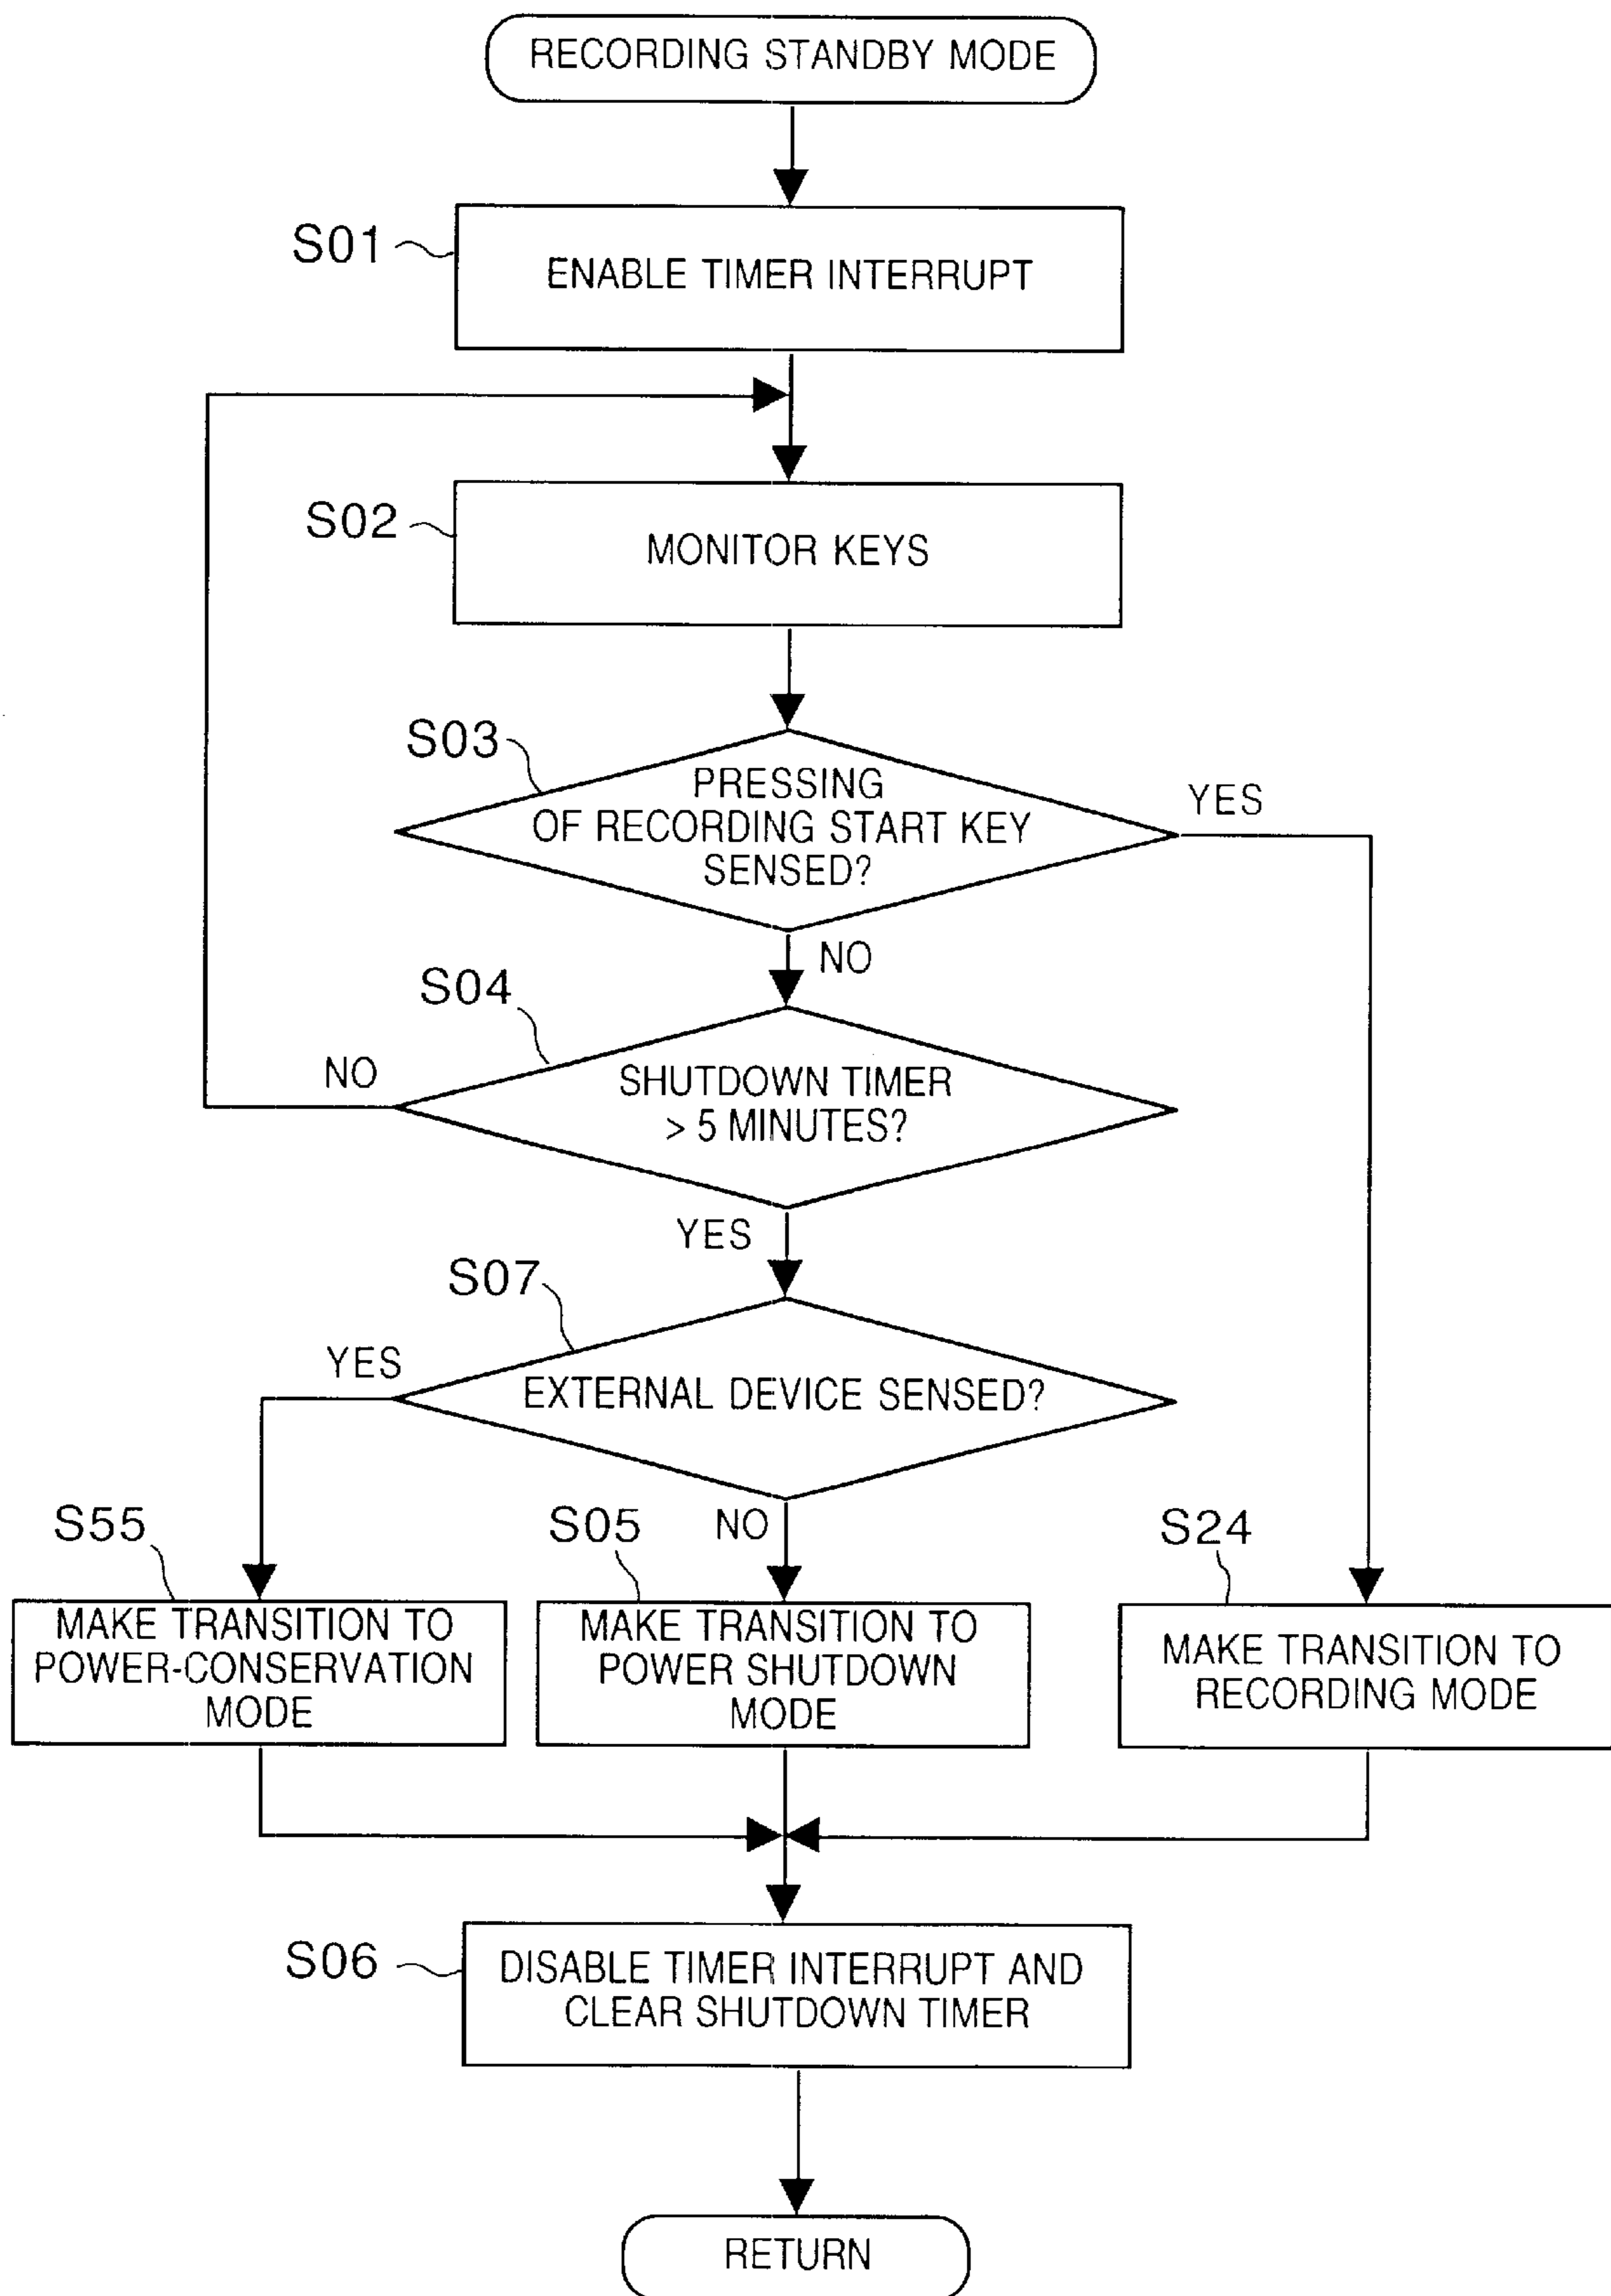 RECORDING STANDBY MODE
S01
ENABLE TIMER INTERRUPT
S02
MONITOR KEYS
S03
PRESSING
OF RECORDING START KEY
SENSED?
YES
NO
S04
SHUTDOWN TIMER
> 5 MINUTES?
NO
YES
S07
EXTERNAL DEVICE SENSED?
YES
NO
S55
MAKE TRANSITION TO
POWER-CONSERVATION
MODE
S05
MAKE TRANSITION TO
POWER SHUTDOWN
MODE
S24
MAKE TRANSITION TO
RECORDING MODE
S06
DISABLE TIMER INTERRUPT AND
CLEAR SHUTDOWN TIMER
RETURN